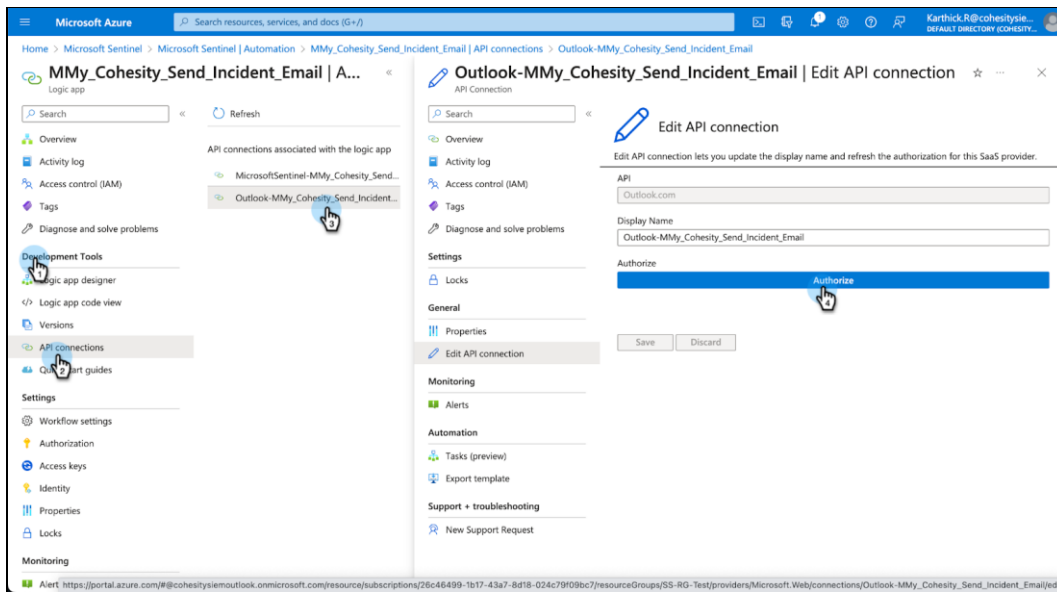 Microsoft Azure
Search resources, services, and docs (G+/)
1
Karthick.R@cohesitysie...
DEFAULT DIRECTORY (COHESITY...
Home > Microsoft Sentinel > Microsoft Sentinel | Automation > MMy_Cohesity_Send_Incident_Email | API connections > Outlook-MMy_Cohesity_Send_Incident_Email
MMy_Cohesity_Send_Incident_Email | A...
Logic app
Search
Overview
Activity log
Access control (IAM)
Tags
Diagnose and solve problems
Development Tools
1
Logic app designer
Logic app code view
Versions
API connections
2
Quick start guides
Settings
Workflow settings
Authorization
Access keys
Identity
Properties
Locks
Monitoring
Alert
Refresh
API connections associated with the logic app
MicrosoftSentinel-MMy_Cohesity_Send...
Outlook-MMy_Cohesity_Send_Incident...
3
Outlook-MMy_Cohesity_Send_Incident_Email | Edit API connection
API Connection
Search
Overview
Activity log
Access control (IAM)
Tags
Diagnose and solve problems
Settings
Locks
General
Properties
Edit API connection
Monitoring
Alerts
Automation
Tasks (preview)
Export template
Support + troubleshooting
New Support Request
Edit API connection
Edit API connection lets you update the display name and refresh the authorization for this SaaS provider.
API
Outlook.com
Display Name
Outlook-MMy_Cohesity_Send_Incident_Email
Authorize
Authorize
4
Save
Discard
https://portal.azure.com/#@cohesitysiemoutlook.onmicrosoft.com/resource/subscriptions/26c46499-1b17-43a7-8d18-024c79f09bc7/resourceGroups/SS-RG-Test/providers/Microsoft.Web/connections/Outlook-MMy_Cohesity_Send_Incident_Email/ed